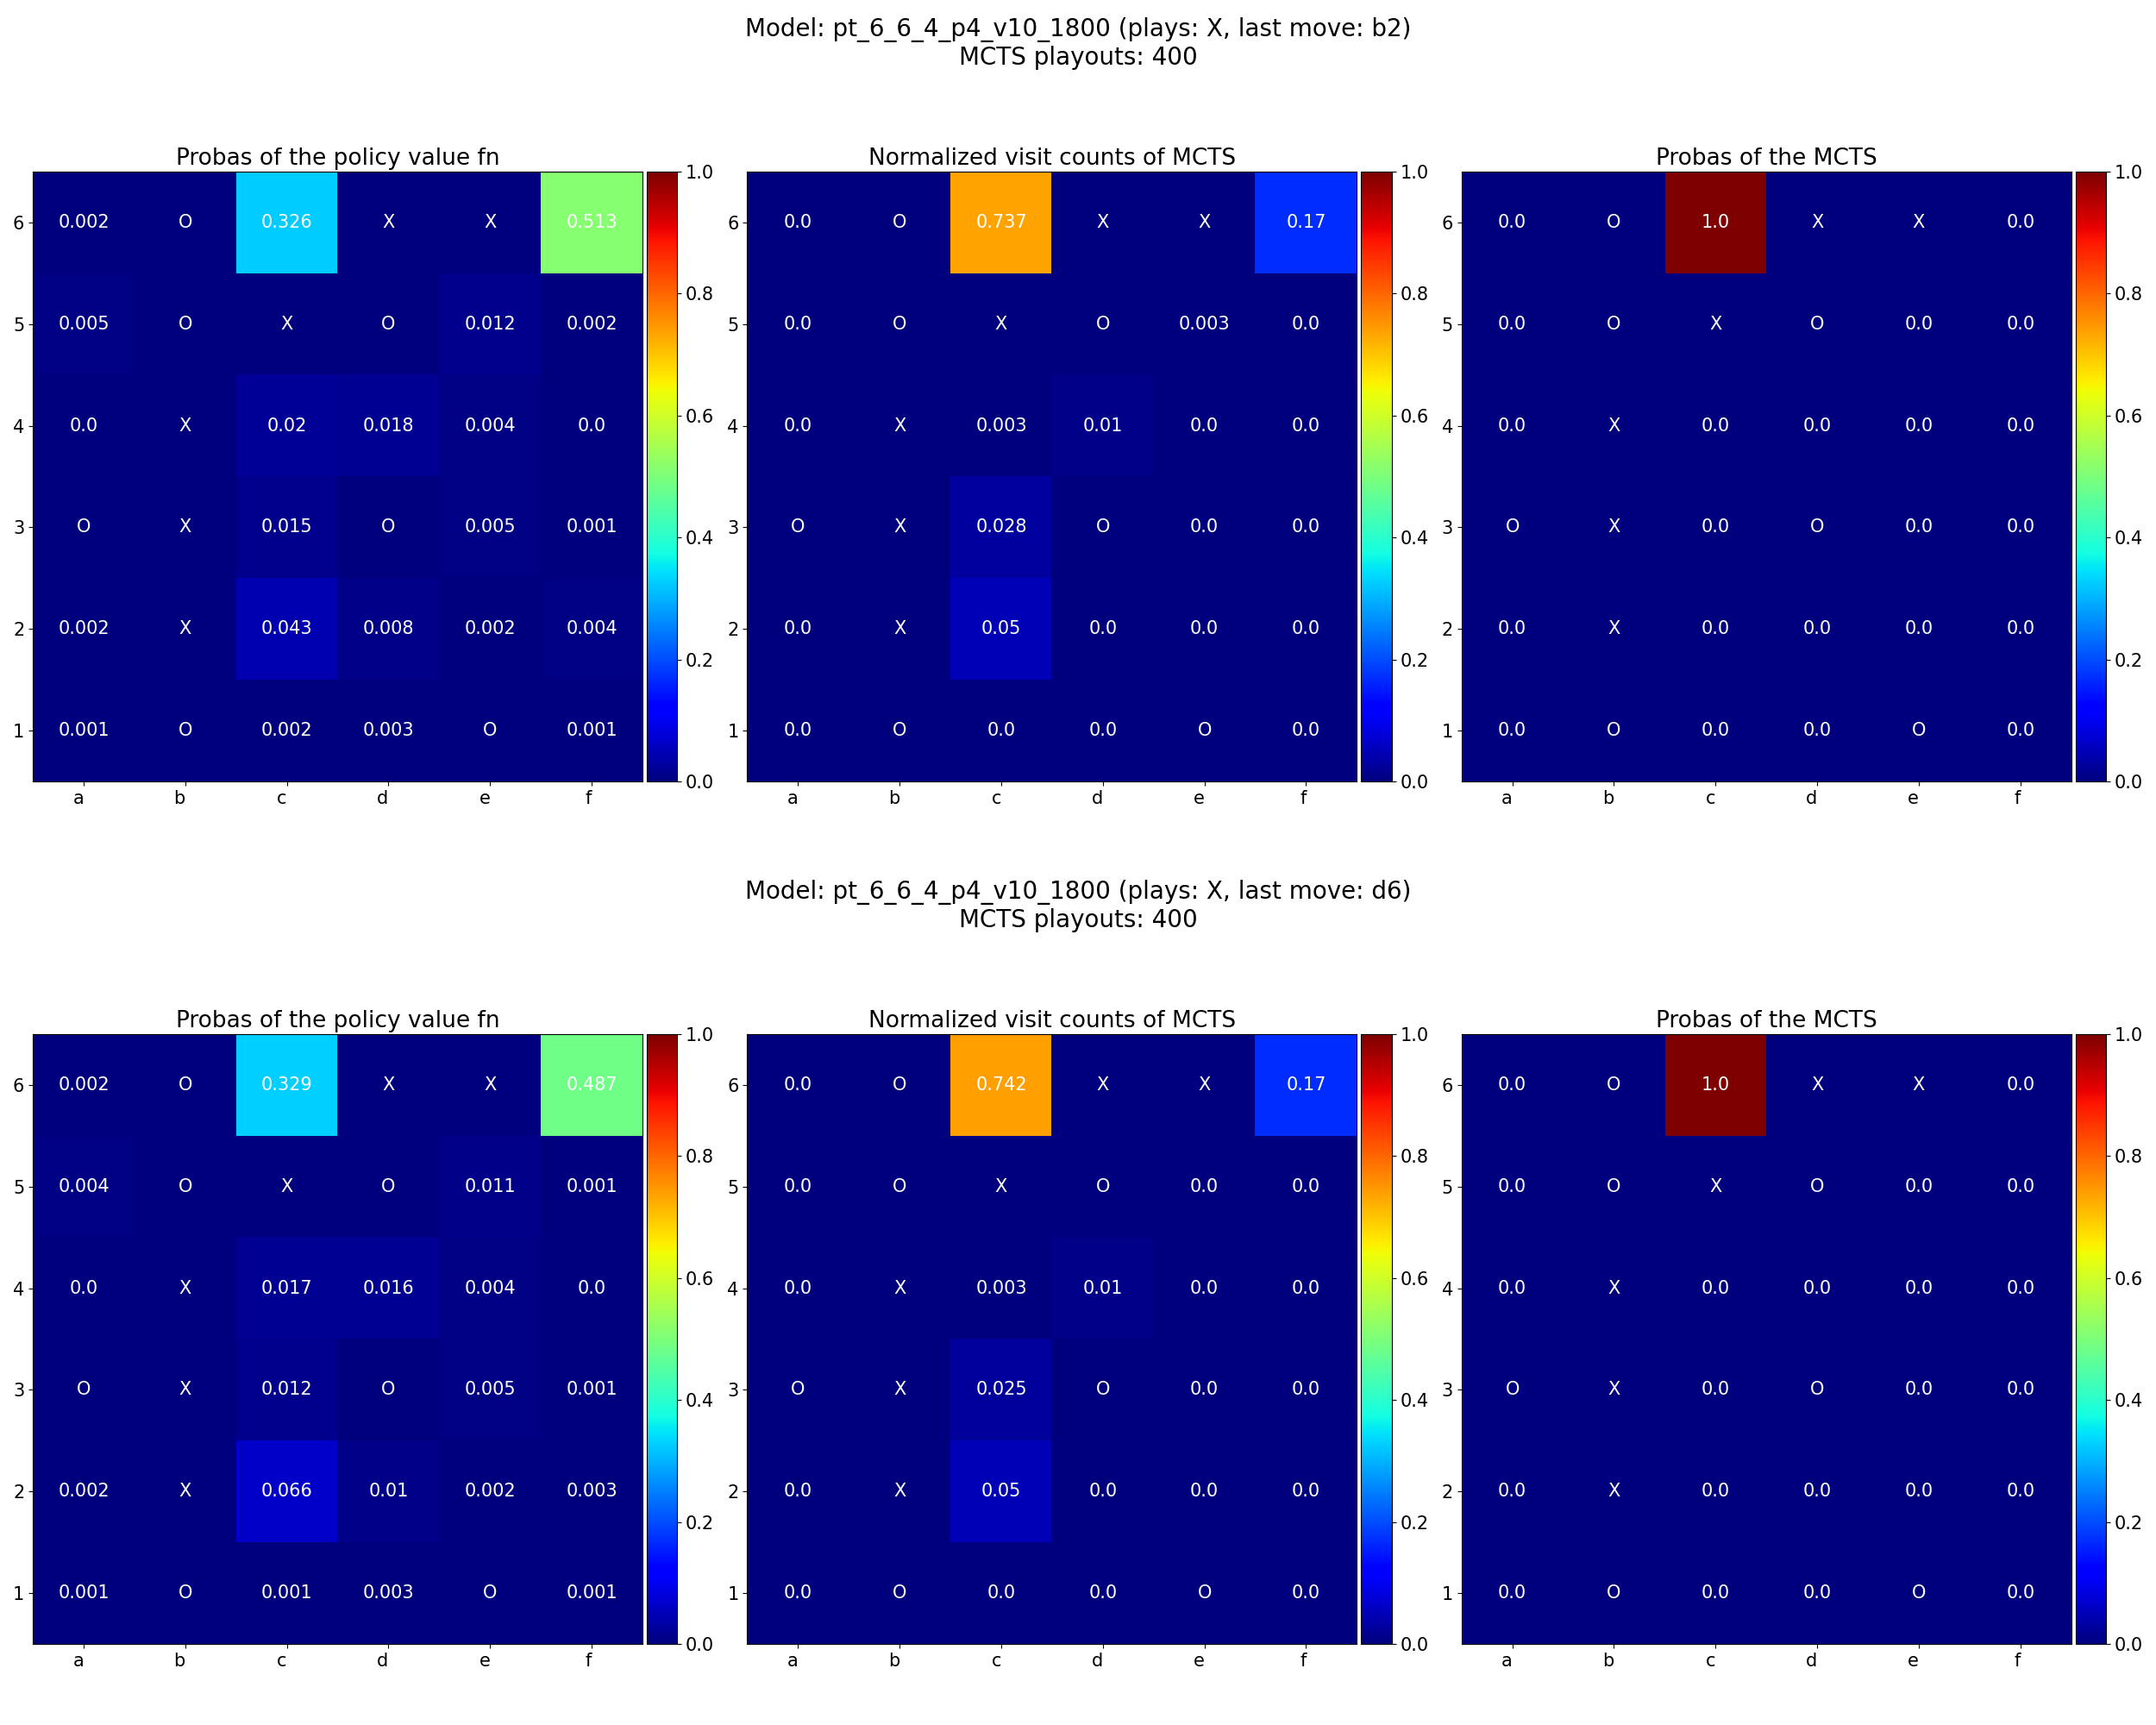 Model: pt_6_6_4_p4_v10_1800 (plays: X, last move: b2)
MCTS playouts: 400
Probas of the policy value fn
6 0.002 O 0.326 X X 0.513
5 0.005 O X O 0.012 0.002
4 0.0 X 0.02 0.018 0.004 0.0
3 O X 0.015 O 0.005 0.001
2 0.002 X 0.043 0.008 0.002 0.004
1 0.001 O 0.002 0.003 O 0.001
a b c d e f
1.0
0.8
0.6
0.4
0.2
0.0
Normalized visit counts of MCTS
6 0.0 O 0.737 X X 0.17
5 0.0 O X O 0.003 0.0
4 0.0 X 0.003 0.01 0.0 0.0
3 O X 0.028 O 0.0 0.0
2 0.0 X 0.05 0.0 0.0 0.0
1 0.0 O 0.0 0.0 O 0.0
a b c d e f
1.0
0.8
0.6
0.4
0.2
0.0
Probas of the MCTS
6 0.0 O 1.0 X X 0.0
5 0.0 O X O 0.0 0.0
4 0.0 X 0.0 0.0 0.0 0.0
3 O X 0.0 O 0.0 0.0
2 0.0 X 0.0 0.0 0.0 0.0
1 0.0 O 0.0 0.0 O 0.0
a b c d e f
1.0
0.8
0.6
0.4
0.2
0.0
Model: pt_6_6_4_p4_v10_1800 (plays: X, last move: d6)
MCTS playouts: 400
Probas of the policy value fn
6 0.002 O 0.329 X X 0.487
5 0.004 O X O 0.011 0.001
4 0.0 X 0.017 0.016 0.004 0.0
3 O X 0.012 O 0.005 0.001
2 0.002 X 0.066 0.01 0.002 0.003
1 0.001 O 0.001 0.003 O 0.001
a b c d e f
1.0
0.8
0.6
0.4
0.2
0.0
Normalized visit counts of MCTS
6 0.0 O 0.742 X X 0.17
5 0.0 O X O 0.0 0.0
4 0.0 X 0.003 0.01 0.0 0.0
3 O X 0.025 O 0.0 0.0
2 0.0 X 0.05 0.0 0.0 0.0
1 0.0 O 0.0 0.0 O 0.0
a b c d e f
1.0
0.8
0.6
0.4
0.2
0.0
Probas of the MCTS
6 0.0 O 1.0 X X 0.0
5 0.0 O X O 0.0 0.0
4 0.0 X 0.0 0.0 0.0 0.0
3 O X 0.0 O 0.0 0.0
2 0.0 X 0.0 0.0 0.0 0.0
1 0.0 O 0.0 0.0 O 0.0
a b c d e f
1.0
0.8
0.6
0.4
0.2
0.0